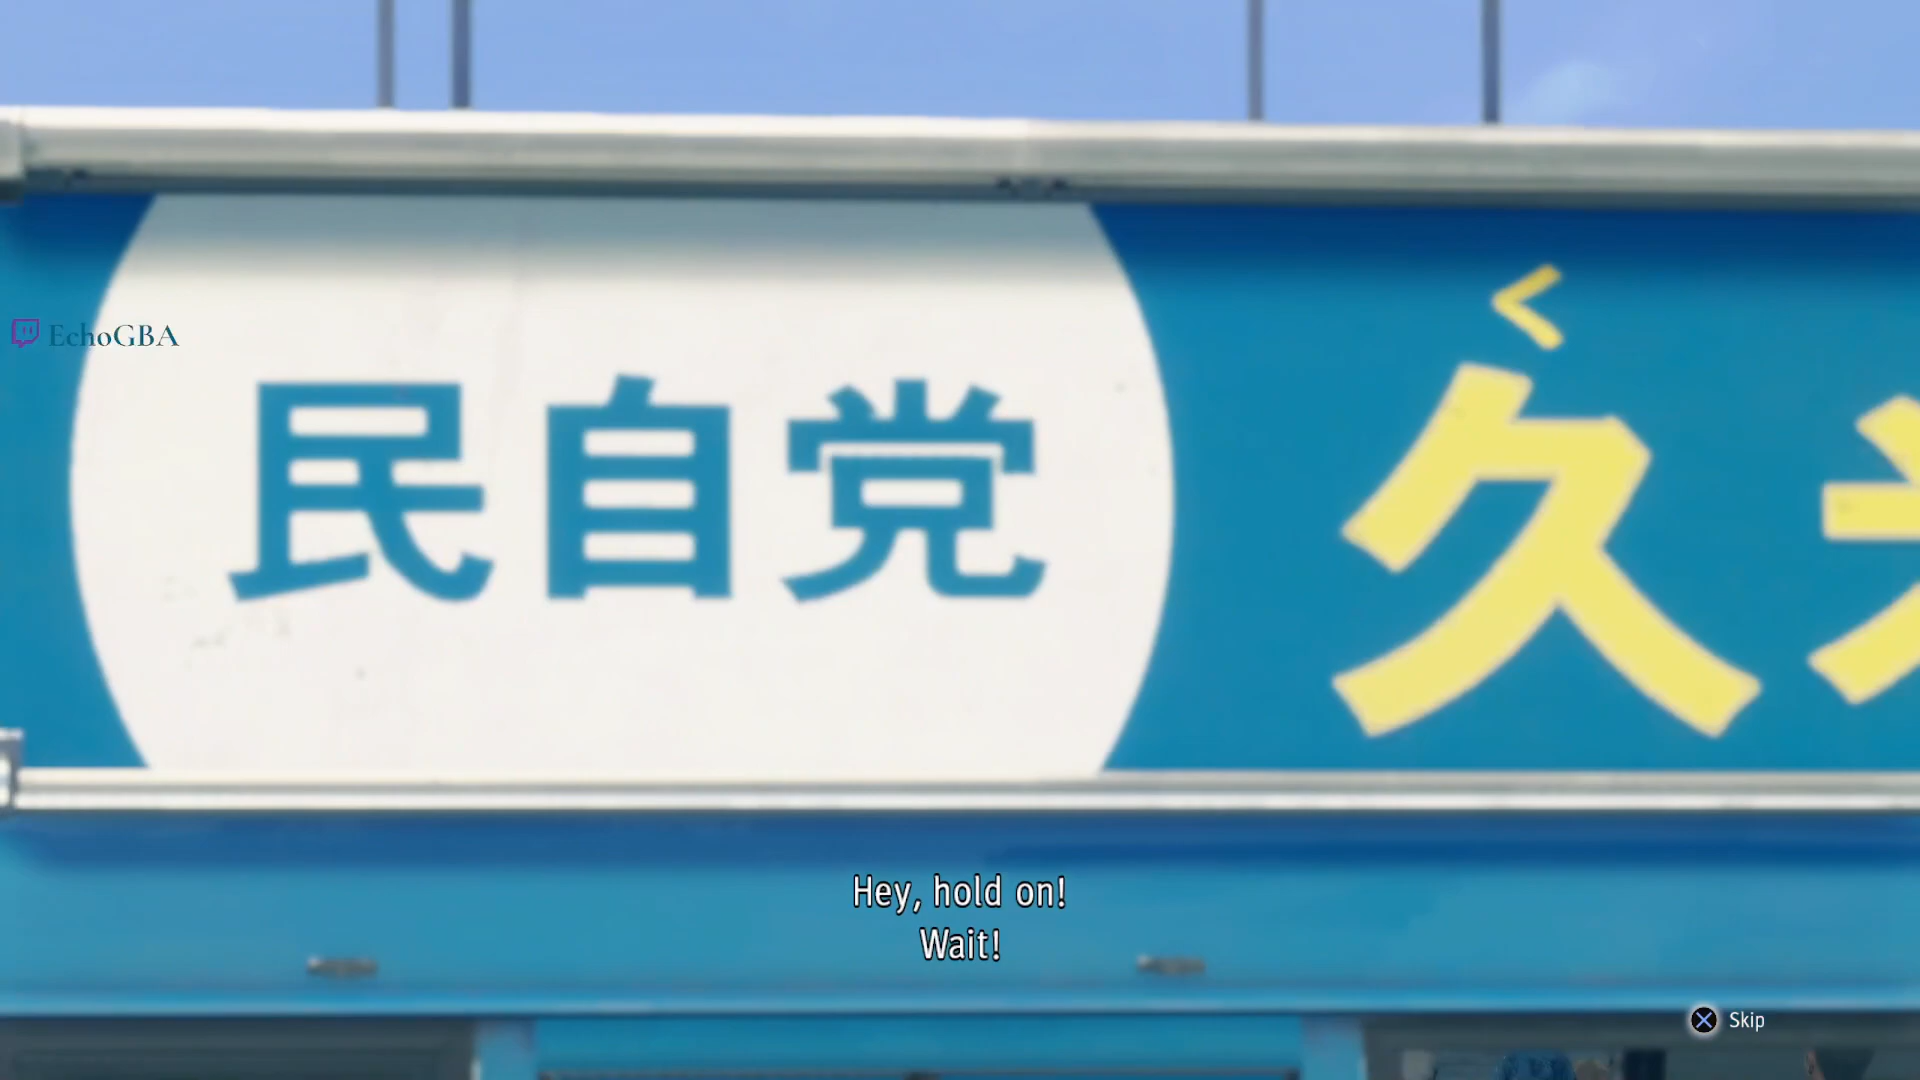 民自党
く
久
EchoGBA
Hey, hold on!
Wait!
Skip